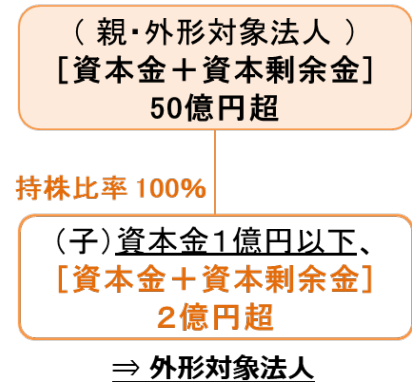 （ 親・外形対象法人 ）
［資本金＋資本剰余金］
50億円超
持株比率 100%
（子）資本金１億円以下、
［資本金＋資本剰余金］
２億円超
⇒ 外形対象法人